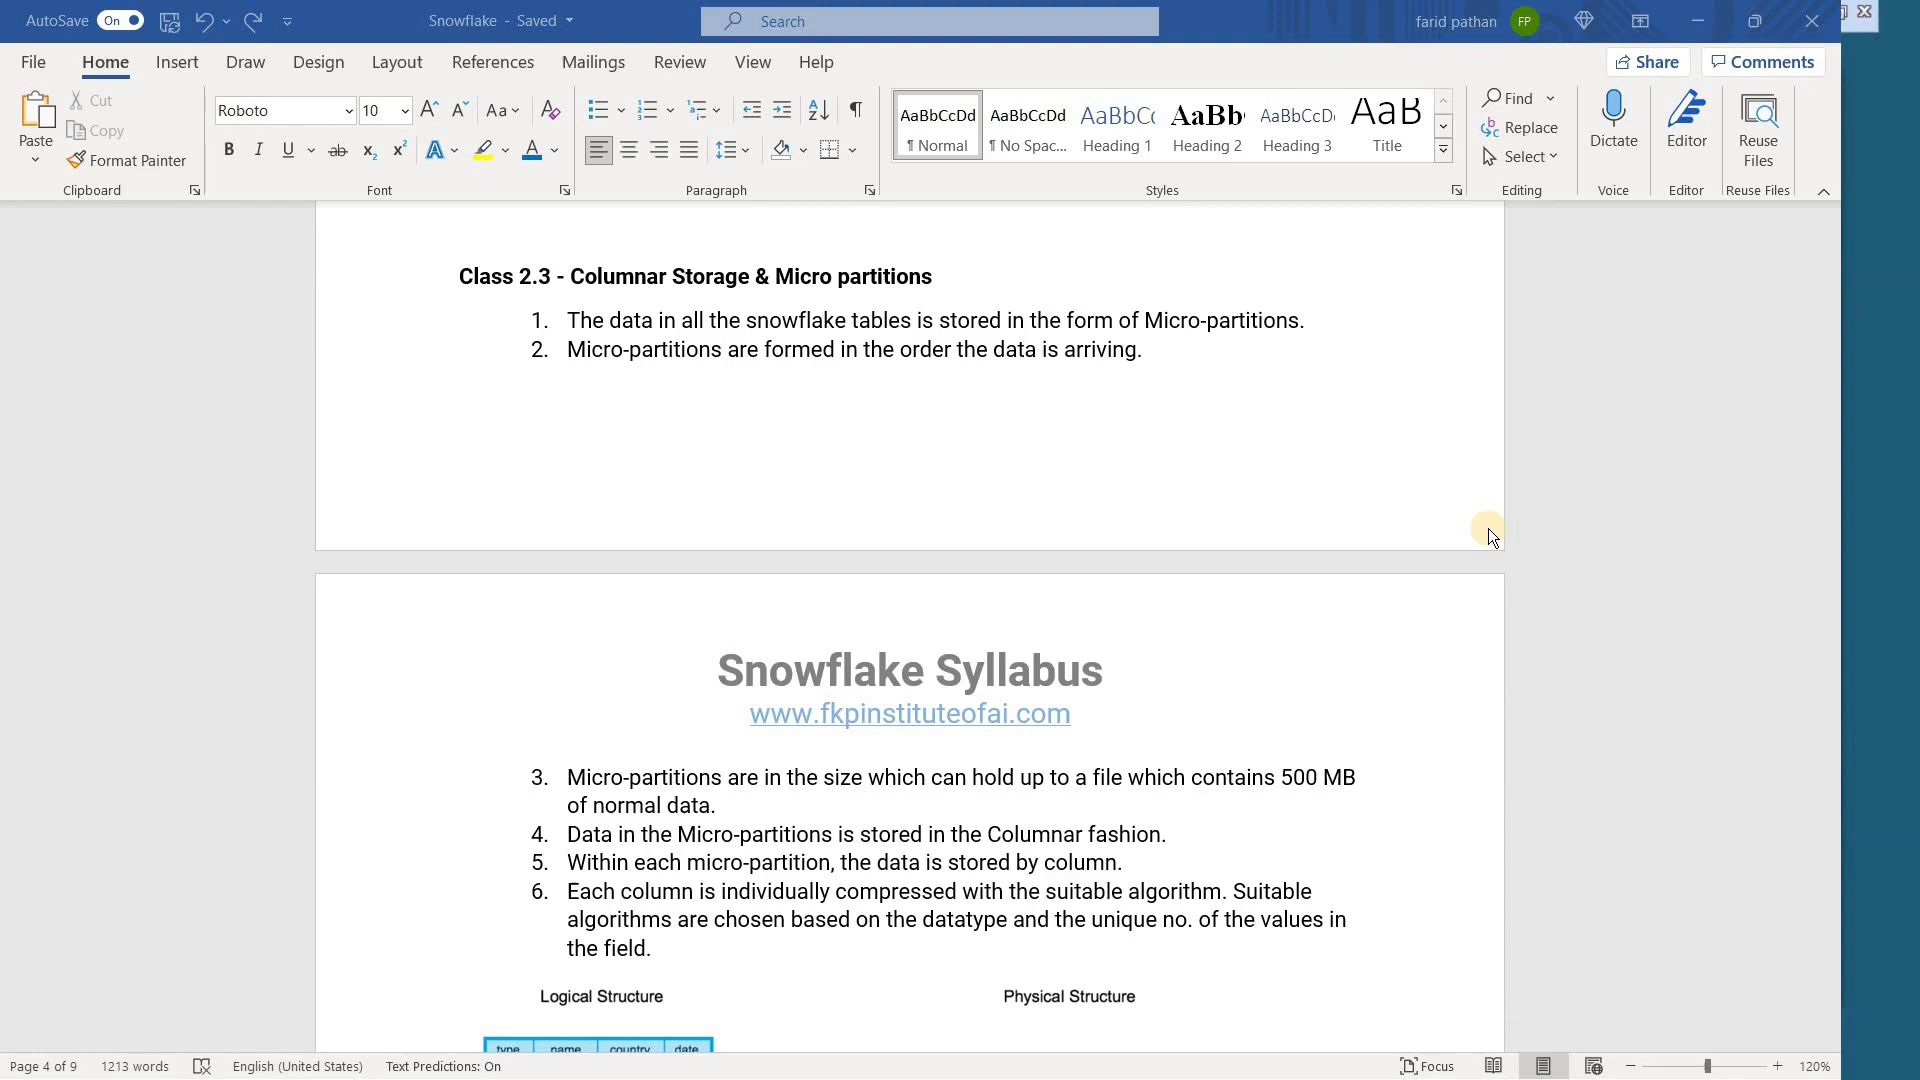 AutoSave On Snowflake - Saved Search farid pathan FP
File Home Insert Draw Design Layout References Mailings Review View Help Share Comments
Paste Cut Copy Format Painter Clipboard
Roboto 10 Aa B I U ab x₂ x² A A Font
Paragraph
AaBbCcDd ¶ Normal
AaBbCcDd ¶ No Spac...
AaBbCc Heading 1
AaBb Heading 2
AaBbCcD Heading 3
AaB Title
Styles
Find Replace Select Editing
Dictate Voice
Editor Editor
Reuse Files Reuse Files
Class 2.3 - Columnar Storage & Micro partitions
1. The data in all the snowflake tables is stored in the form of Micro-partitions.
2. Micro-partitions are formed in the order the data is arriving.
Snowflake Syllabus
www.fkpinstituteofai.com
3. Micro-partitions are in the size which can hold up to a file which contains 500 MB
of normal data.
4. Data in the Micro-partitions is stored in the Columnar fashion.
5. Within each micro-partition, the data is stored by column.
6. Each column is individually compressed with the suitable algorithm. Suitable
algorithms are chosen based on the datatype and the unique no. of the values in
the field.
Logical Structure Physical Structure
type name country date
Page 4 of 9 1213 words English (United States) Text Predictions: On Focus 120%